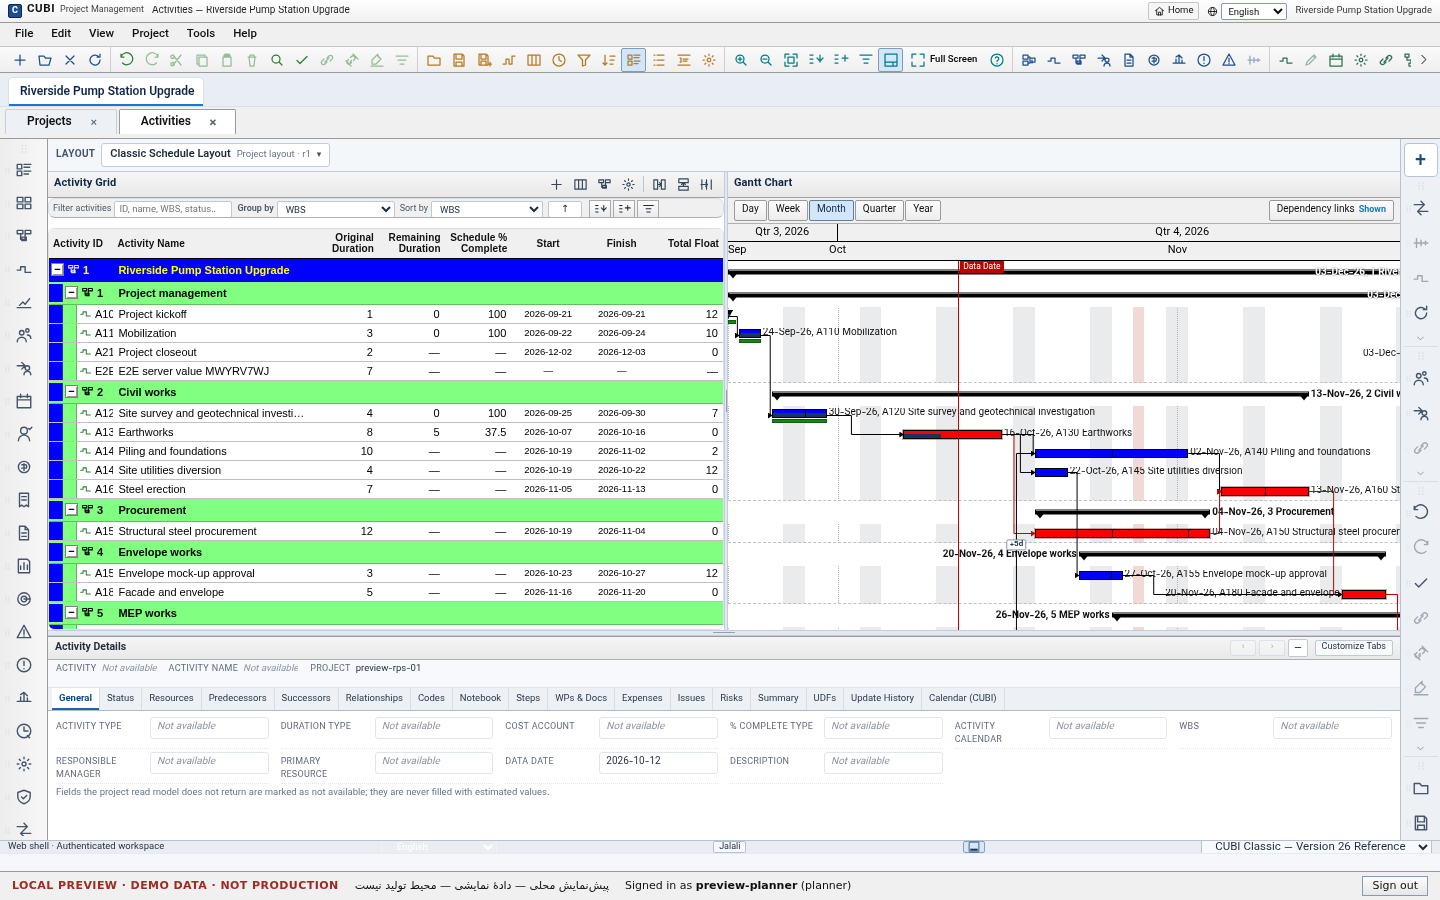 CUBI Project Management Activities — Riverside Pump Station Upgrade
Home English Riverside Pump Station Upgrade
File Edit View Project Tools Help
Full Screen
Riverside Pump Station Upgrade
Projects × Activities ×
LAYOUT Classic Schedule Layout Project layout · r1
Activity Grid
Gantt Chart
Filter activities ID, name, WBS, status.. Group by WBS Sort by WBS
Day Week Month Quarter Year Dependency links Shown
Activity ID Activity Name Original Duration Remaining Duration Schedule % Complete Start Finish Total Float
Qtr 3, 2026 Qtr 4, 2026
Sep Oct Nov
Data Date
1 Riverside Pump Station Upgrade
1 Project management
A10 Project kickoff 1 0 100 2026-09-21 2026-09-21 12
A11 Mobilization 3 0 100 2026-09-22 2026-09-24 10
A21 Project closeout 2 — — 2026-12-02 2026-12-03 0
E2E E2E server value MWYRV7WJ 7 — — — — —
2 Civil works
A12 Site survey and geotechnical investi… 4 0 100 2026-09-25 2026-09-30 7
A13 Earthworks 8 5 37.5 2026-10-07 2026-10-16 0
A14 Piling and foundations 10 — — 2026-10-19 2026-11-02 2
A14 Site utilities diversion 4 — — 2026-10-19 2026-10-22 12
A16 Steel erection 7 — — 2026-11-05 2026-11-13 0
3 Procurement
A15 Structural steel procurement 12 — — 2026-10-19 2026-11-04 0
4 Envelope works
A15 Envelope mock-up approval 3 — — 2026-10-23 2026-10-27 12
A18 Facade and envelope 5 — — 2026-11-16 2026-11-20 0
5 MEP works
03-Dec-26, 1 River
03-Dec
24-Sep-26, A110 Mobilization
03-Dec-
13-Nov-26, 2 Civil w
30-Sep-26, A120 Site survey and geotechnical investigation
16-Oct-26, A130 Earthworks
02-Nov-26, A140 Piling and foundations
22-Oct-26, A145 Site utilities diversion
13-Nov-26, A160 St
04-Nov-26, 3 Procurement
04-Nov-26, A150 Structural steel procurer
+5d
20-Nov-26, 4 Envelope works
27-Oct-26, A155 Envelope mock-up approval
20-Nov-26, A180 Facade and envelope
26-Nov-26, 5 MEP works
Activity Details
Customize Tabs
ACTIVITY Not available ACTIVITY NAME Not available PROJECT preview-rps-01
General Status Resources Predecessors Successors Relationships Codes Notebook Steps WPs & Docs Expenses Issues Risks Summary UDFs Update History Calendar (CUBI)
ACTIVITY TYPE Not available DURATION TYPE Not available COST ACCOUNT Not available % COMPLETE TYPE Not available ACTIVITY CALENDAR Not available WBS Not available
RESPONSIBLE MANAGER Not available PRIMARY RESOURCE Not available DATA DATE 2026-10-12 DESCRIPTION Not available
Fields the project read model does not return are marked as not available; they are never filled with estimated values.
Web shell · Authenticated workspace English Jalali CUBI Classic — Version 26 Reference
LOCAL PREVIEW · DEMO DATA · NOT PRODUCTION پیش‌نمایش محلی — دادهٔ نمایشی — محیط تولید نیست Signed in as preview-planner (planner) Sign out